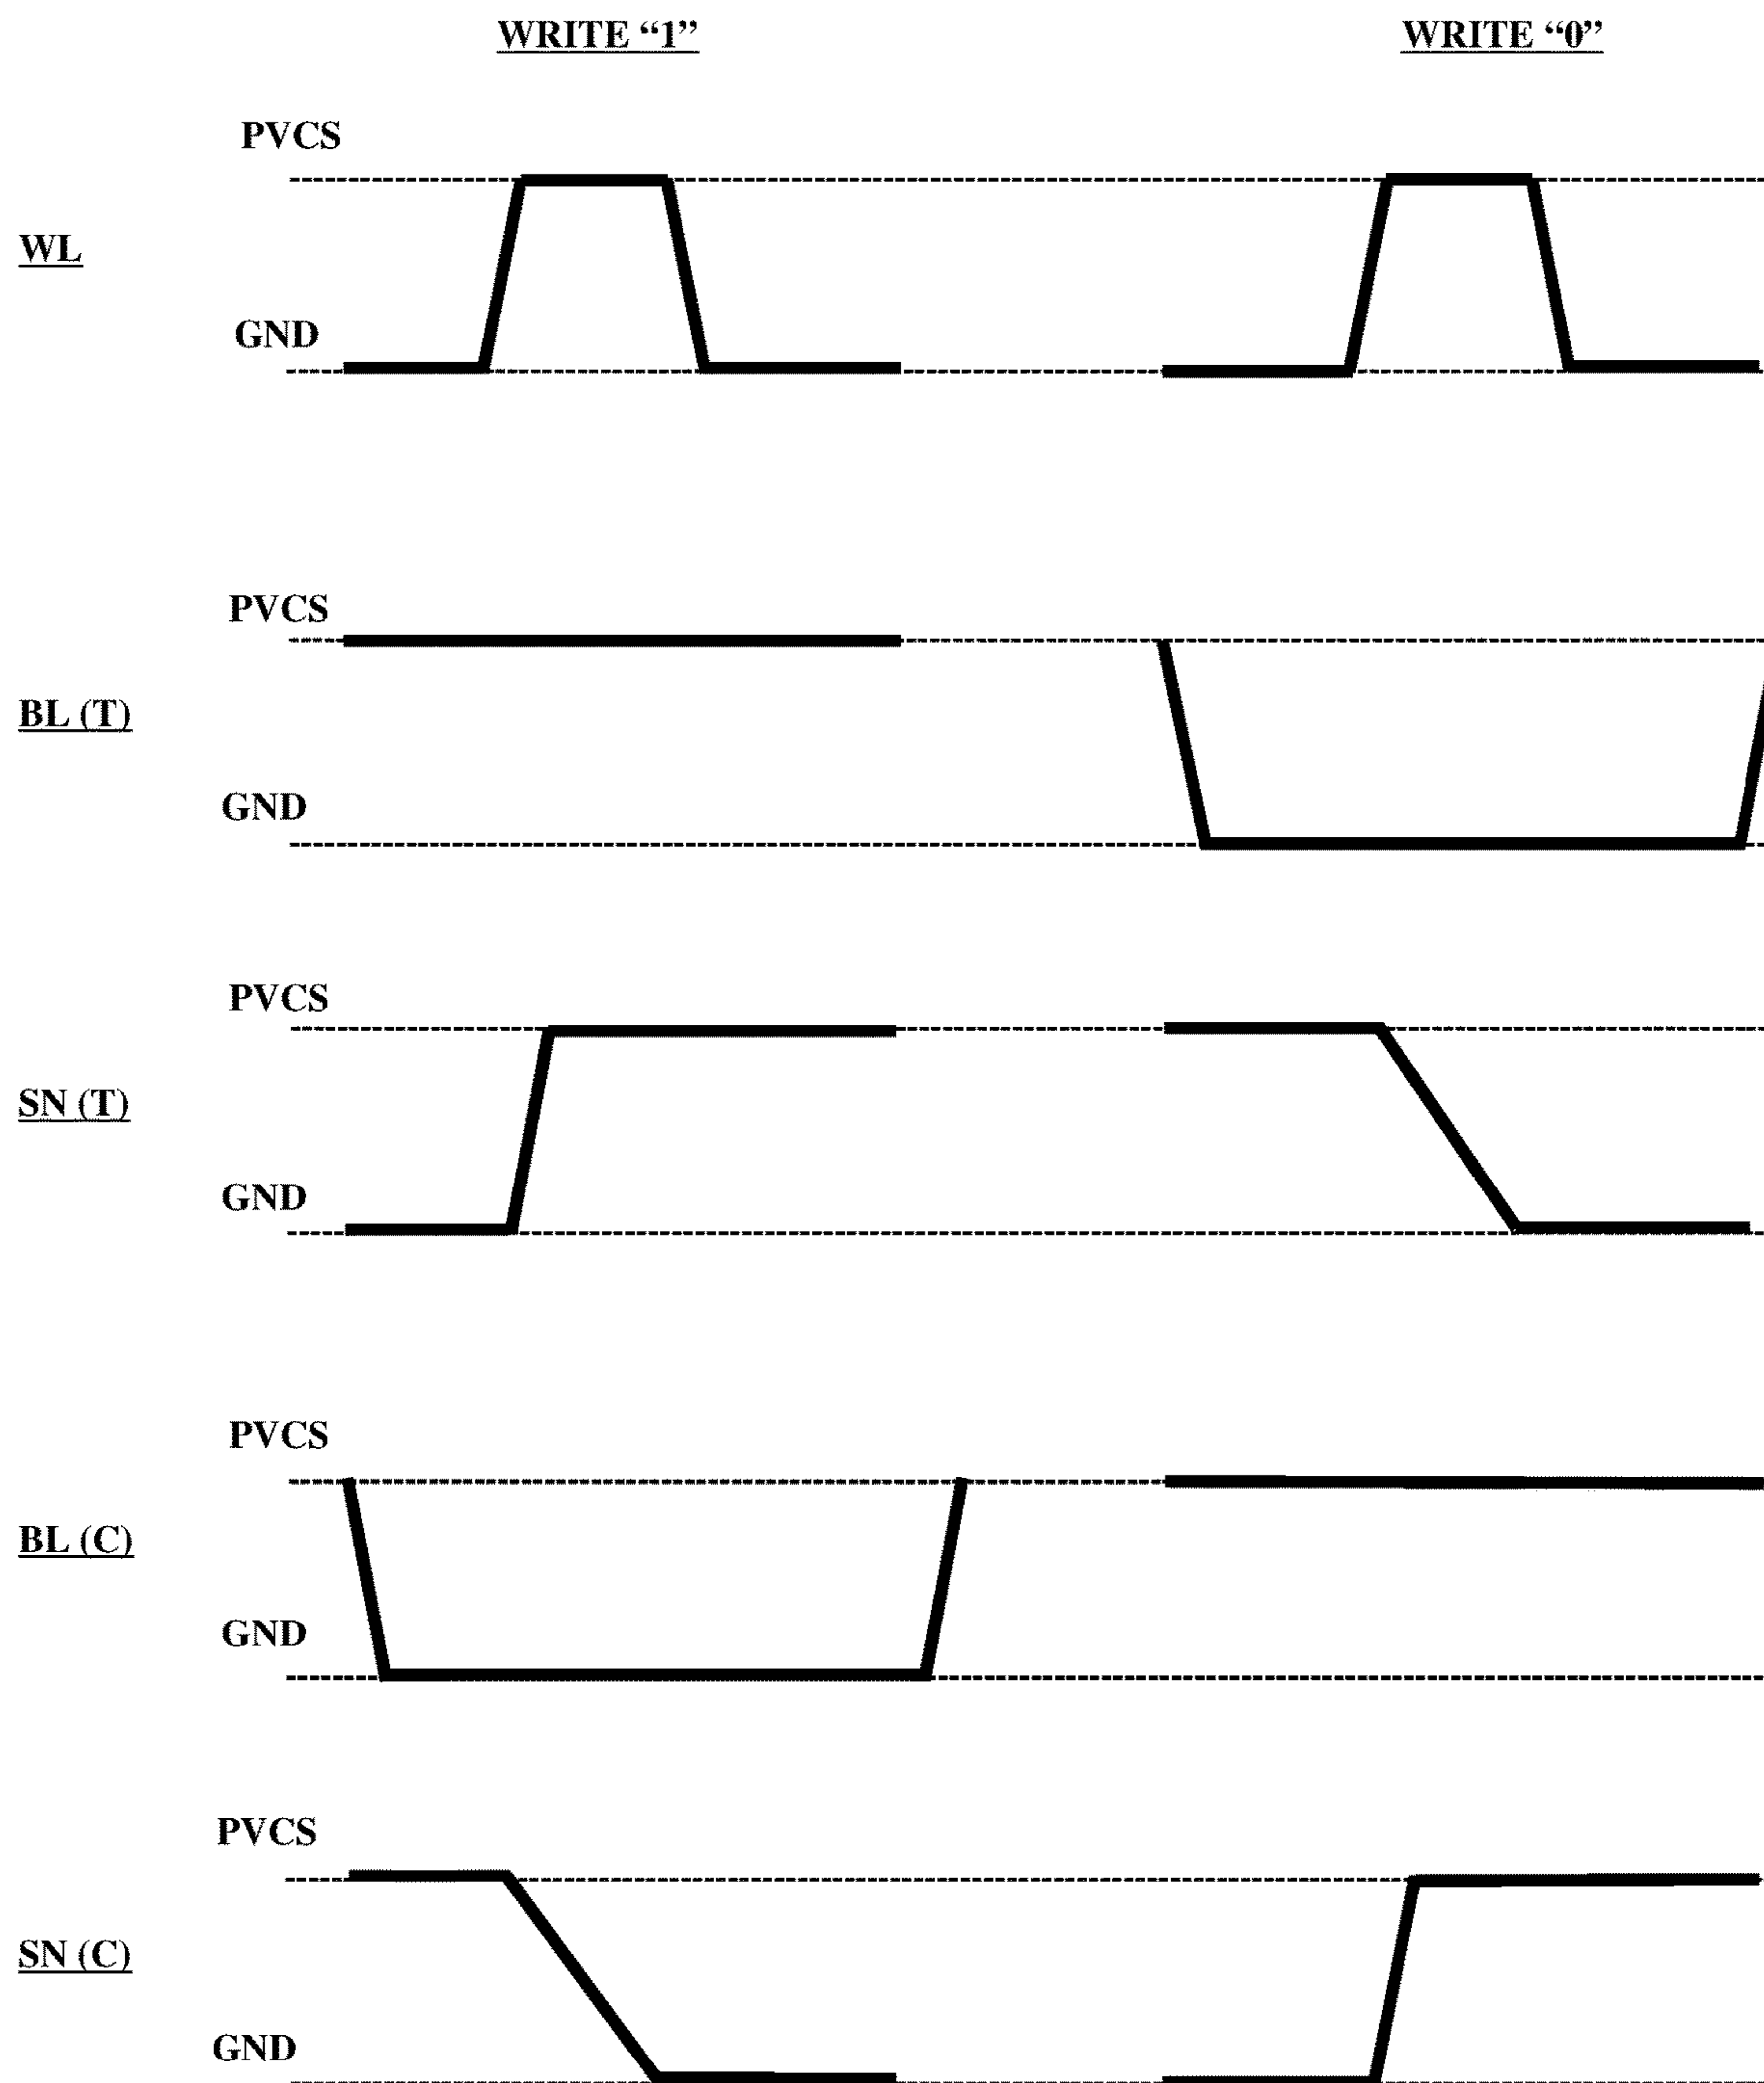 WRITE “1” WRITE “0”
PVCS
WL
GND
PVCS
BL (T)
GND
PVCS
SN (T)
GND
PVCS
BL (C)
GND
PVCS
SN (C)
GND